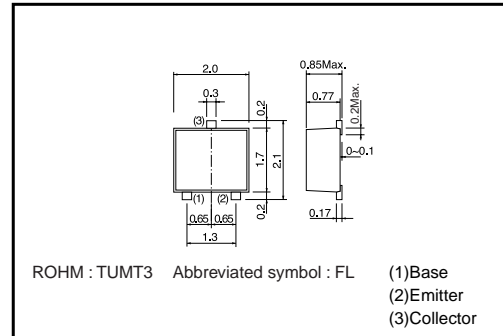 0.85Max.
2.0
0.77
0.3
0.2
0.2Max.
(3)
0~0.1
1.7
2.1
(1) (2)
0.65 0.65
0.2
0.17
1.3
ROHM : TUMT3 Abbreviated symbol : FL (1)Base
(2)Emitter
(3)Collector